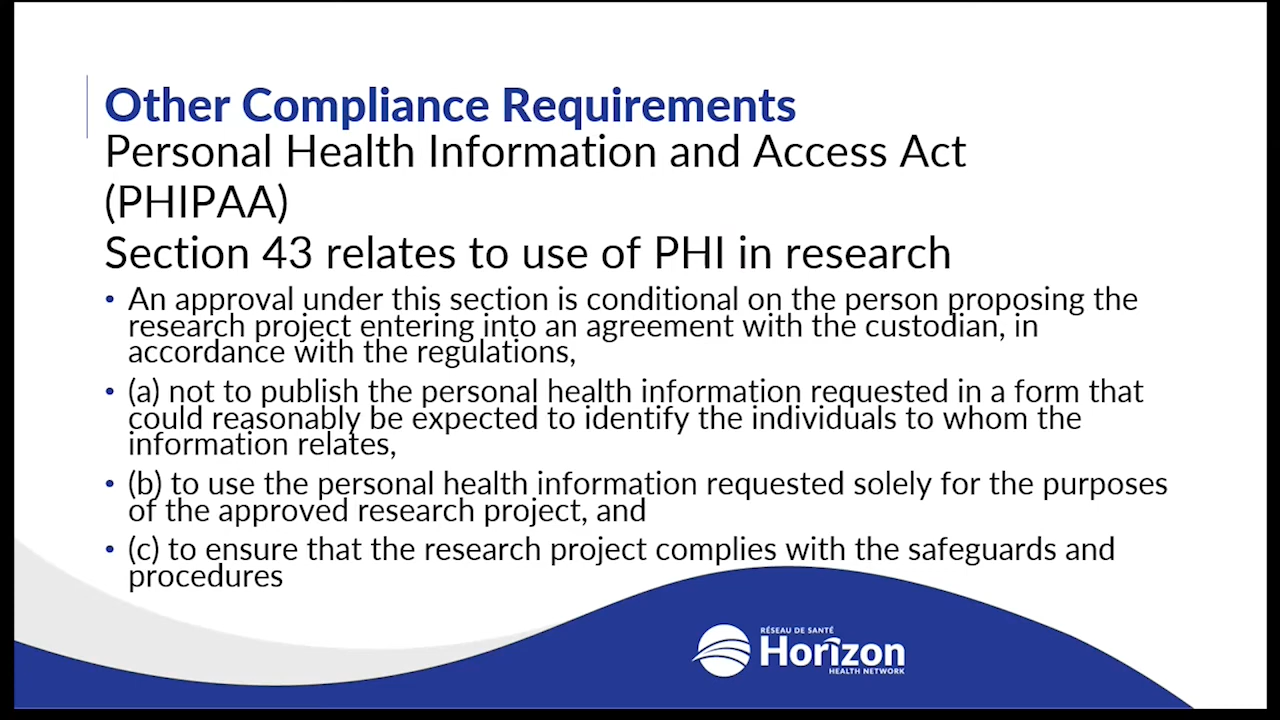 Other Compliance Requirements
Personal Health Information and Access Act
(PHIPAA)
Section 43 relates to use of PHI in research
• An approval under this section is conditional on the person proposing the
research project entering into an agreement with the custodian, in
accordance with the regulations,
• (a) not to publish the personal health information requested in a form that
could reasonably be expected to identify the individuals to whom the
information relates,
• (b) to use the personal health information requested solely for the purposes
of the approved research project, and
• (c) to ensure that the research project complies with the safeguards and
procedures
RÉSEAU DE SANTÉ
Horizon
HEALTH NETWORK